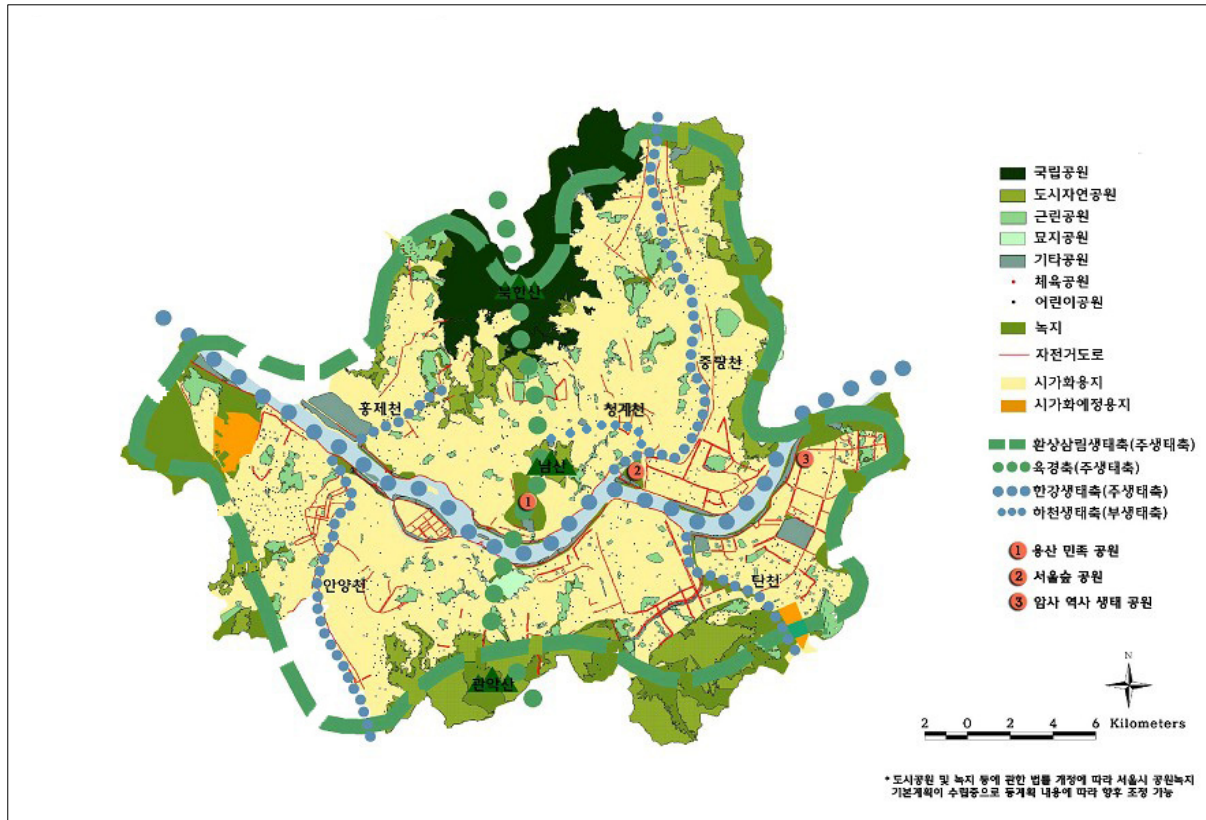 북한산
중랑천
홍제천
청계천
남산
안양천
탄천
관악산
1
2
3
국립공원
도시자연공원
근린공원
묘지공원
기타공원
체육공원
어린이공원
녹지
자전거도로
시가화용지
시가화예정용지
환상삼림생태축(주생태축)
육경축(주생태축)
한강생태축(주생태축)
하천생태축(부생태축)
1 용산 민족 공원
2 서울숲 공원
3 암사 역사 생태 공원
N
2 0 2 4 6 Kilometers
* 도시공원 및 녹지 등에 관한 법률 개정에 따라 서울시 공원녹지
기본계획이 수립중으로 동계획 내용에 따라 향후 조정 가능